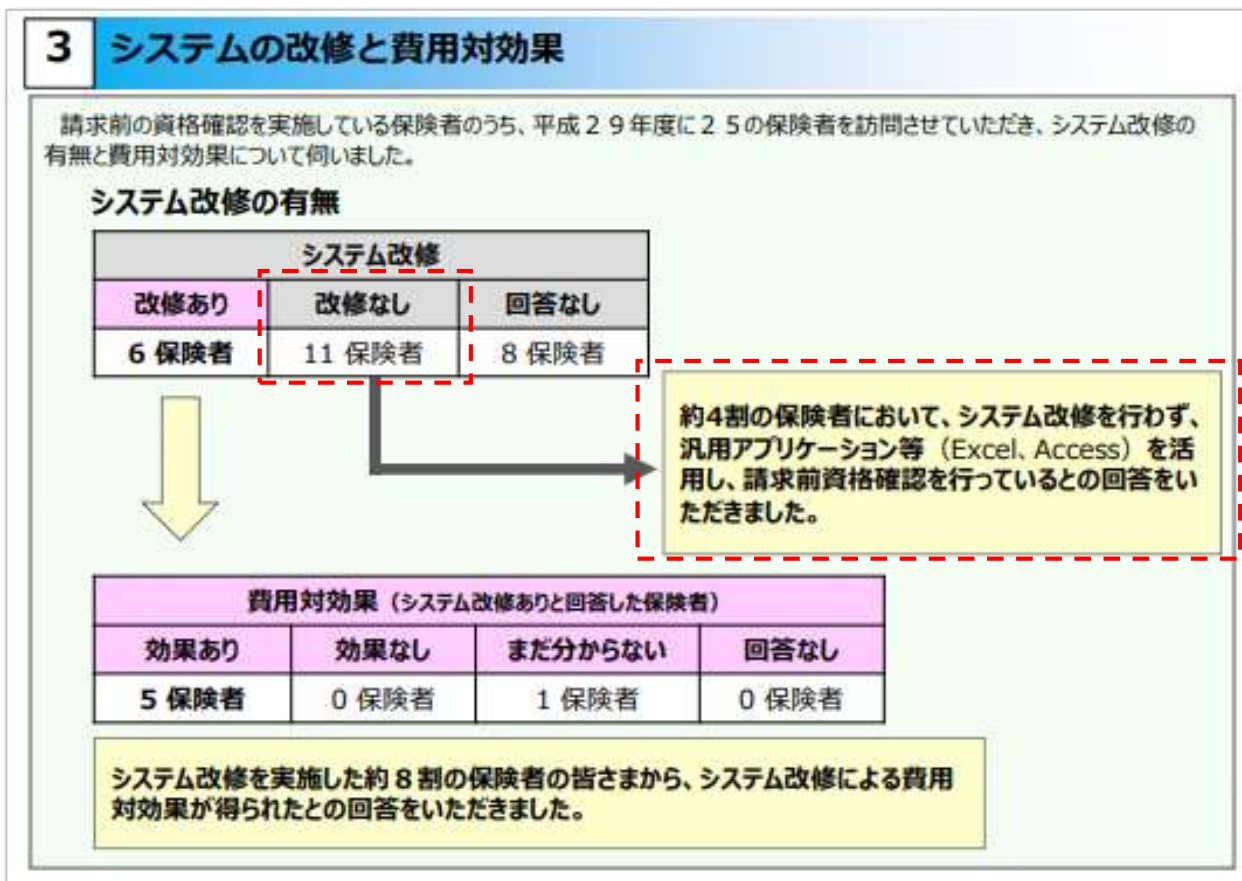 3 システムの改修と費用対効果
請求前の資格確認を実施している保険者のうち、平成２９年度に２５の保険者を訪問させていただき、システム改修の
有無と費用対効果について伺いました。
システム改修の有無
システム改修
改修あり 改修なし 回答なし
6 保険者 11 保険者 8 保険者
約4割の保険者において、システム改修を行わず、
汎用アプリケーション等（Excel、Access）を活
用し、請求前資格確認を行っているとの回答をい
ただきました。
費用対効果（システム改修ありと回答した保険者）
効果あり 効果なし まだ分からない 回答なし
5 保険者 0 保険者 1 保険者 0 保険者
システム改修を実施した約８割の保険者の皆さまから、システム改修による費用
対効果が得られたとの回答をいただきました。